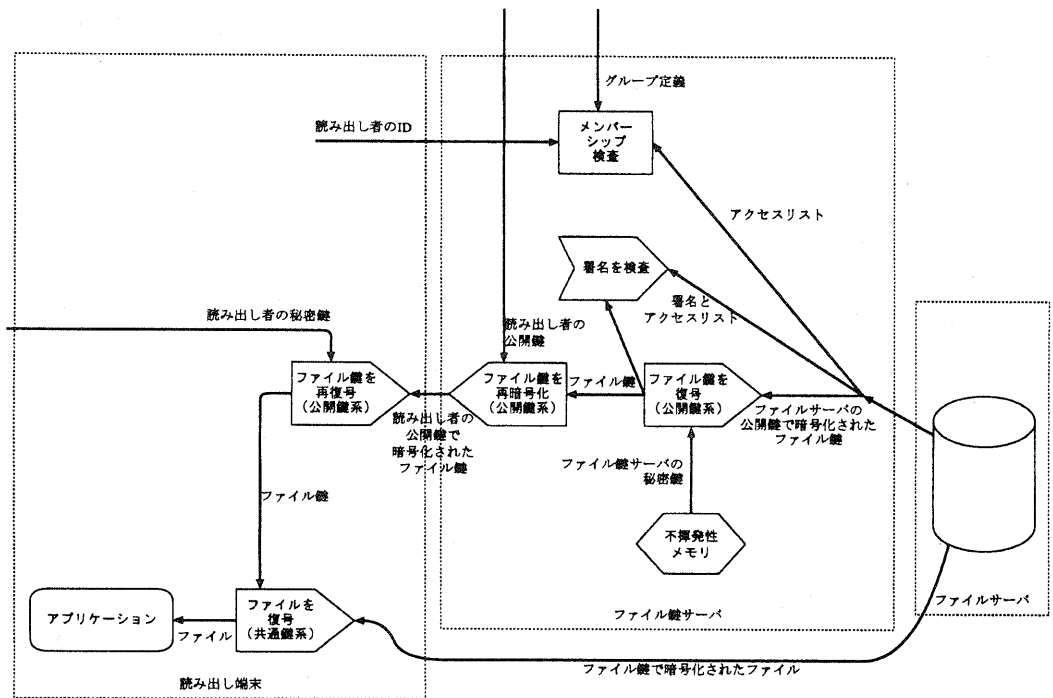 グループ定義
読み出し者のID
メンバー
シップ
検査
アクセスリスト
署名を検査
署名と
アクセスリスト
読み出し者の秘密鍵
読み出し者の
公開鍵
ファイル鍵を
再復号
(公開鍵系)
ファイル鍵を
再暗号化
(公開鍵系)
ファイル鍵
ファイル鍵を
復号
(公開鍵系)
読み出し者の
公開鍵で
暗号化された
ファイル鍵
ファイルサーバの
公開鍵で暗号化された
ファイル鍵
ファイル鍵サーバの
秘密鍵
ファイル鍵
不揮発性
メモリ
アプリケーション
ファイル
ファイルを
復号
(共通鍵系)
ファイル鍵サーバ
ファイルサーバ
ファイル鍵で暗号化されたファイル
読み出し端末